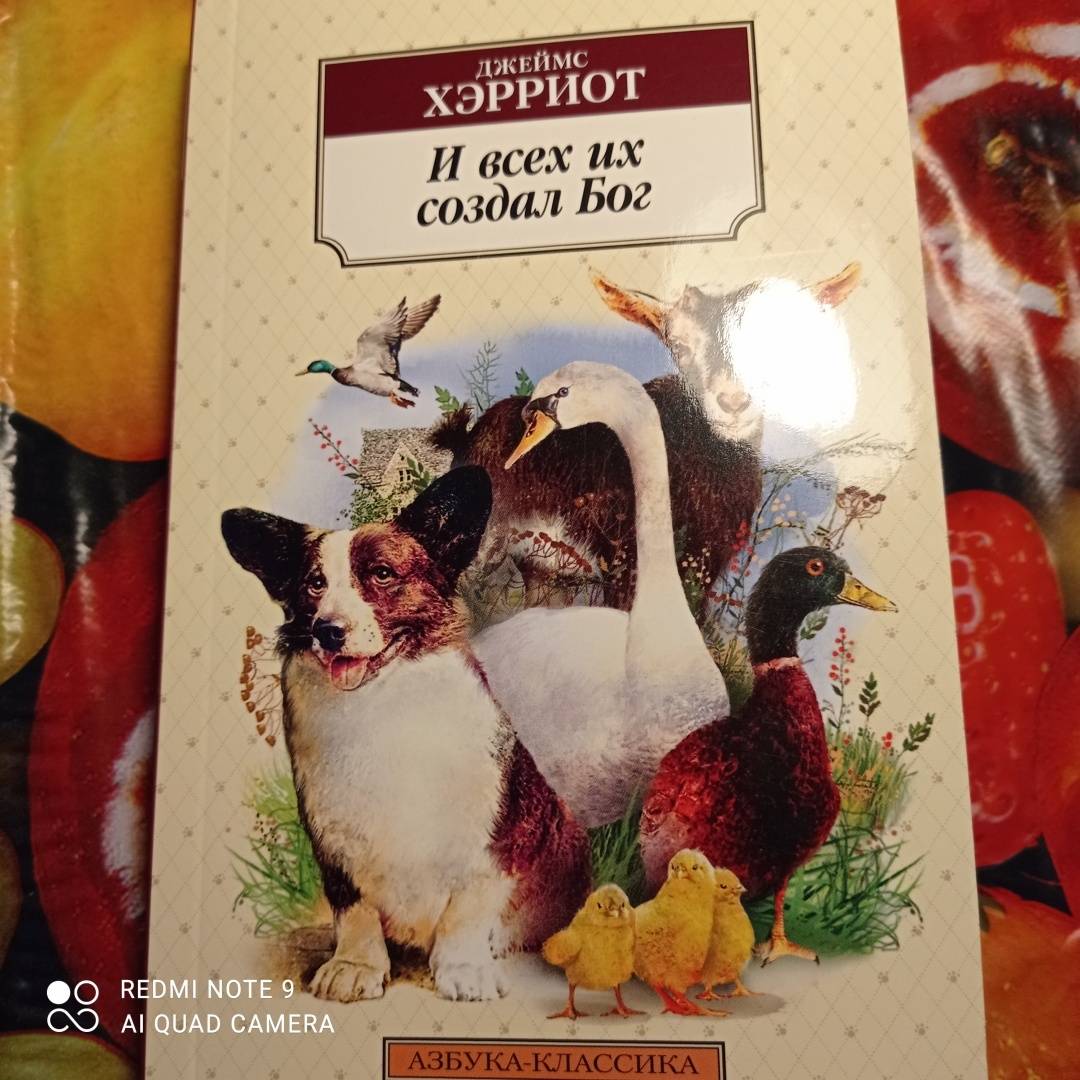 ДЖЕЙМС
ХЭРРИОТ
И всех их
создал Бог
АЗБУКА-КЛАССИКА
REDMI NOTE 9
AI QUAD CAMERA